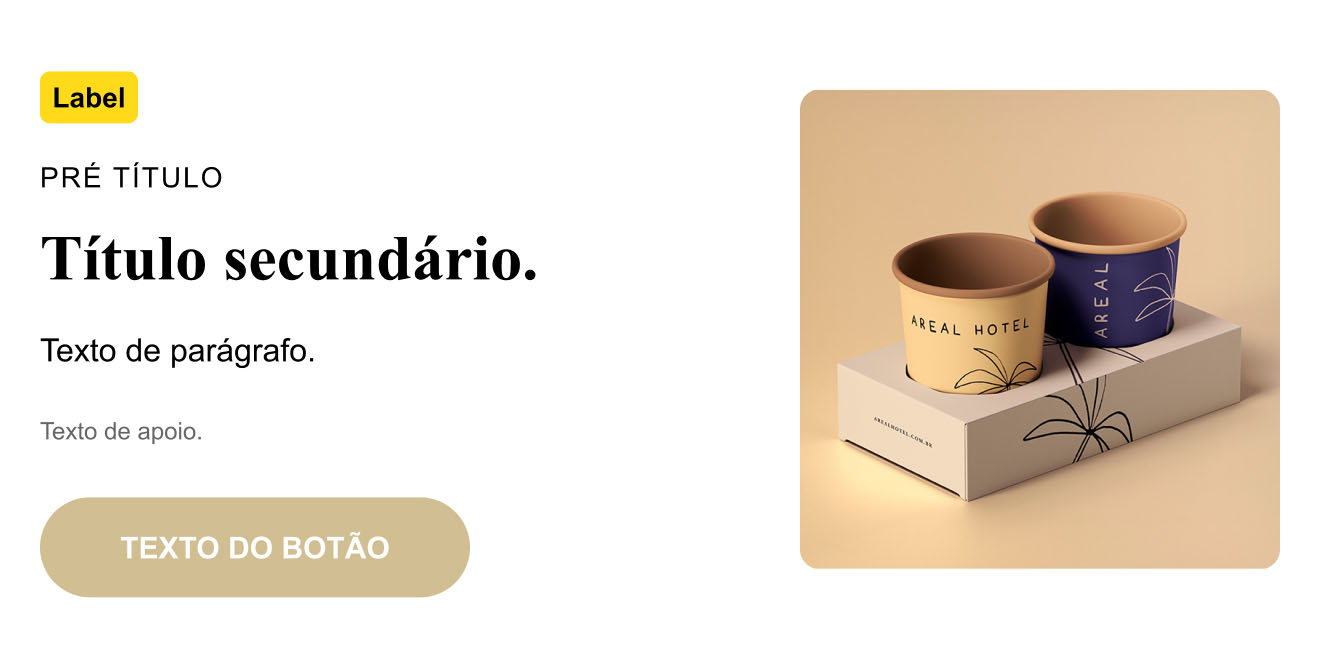 Label
PRÉ TÍTULO
Título secundário.
Texto de parágrafo.
Texto de apoio.
TEXTO DO BOTÃO
AREAL HOTEL
AREAL
AREALHOTEL.COM.BR